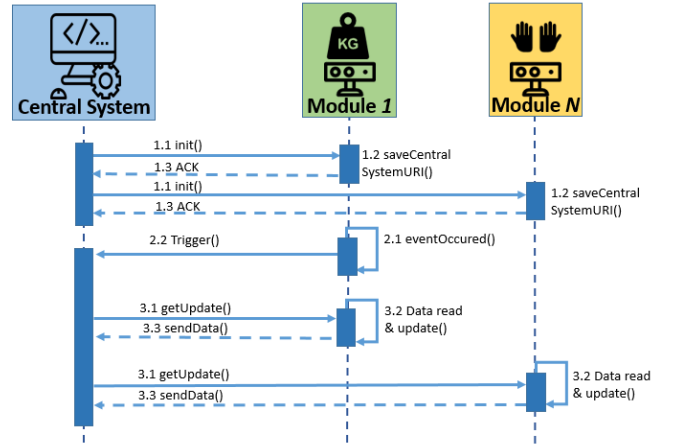 </>...
KG
Central System
Module 1
Module N
1.1 init()
1.2 saveCentral
SystemURI()
1.3 ACK
1.1 init()
1.2 saveCentral
SystemURI()
1.3 ACK
2.2 Trigger()
2.1 eventOccured()
3.1 getUpdate()
3.2 Data read
& update()
3.3 sendData()
3.1 getUpdate()
3.2 Data read
& update()
3.3 sendData()